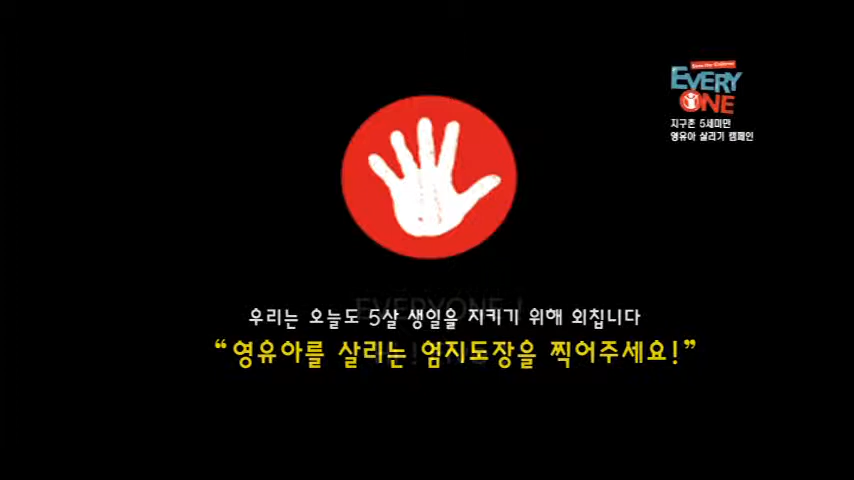 Save the Children
EVERY
ONE
지구촌 5세미만
영유아 살리기 캠페인
EVERYONE !
우리는 오늘도 5살 생일을 지키기 위해 외칩니다
“영유아를 살리는 엄지도장을 찍어주세요!”